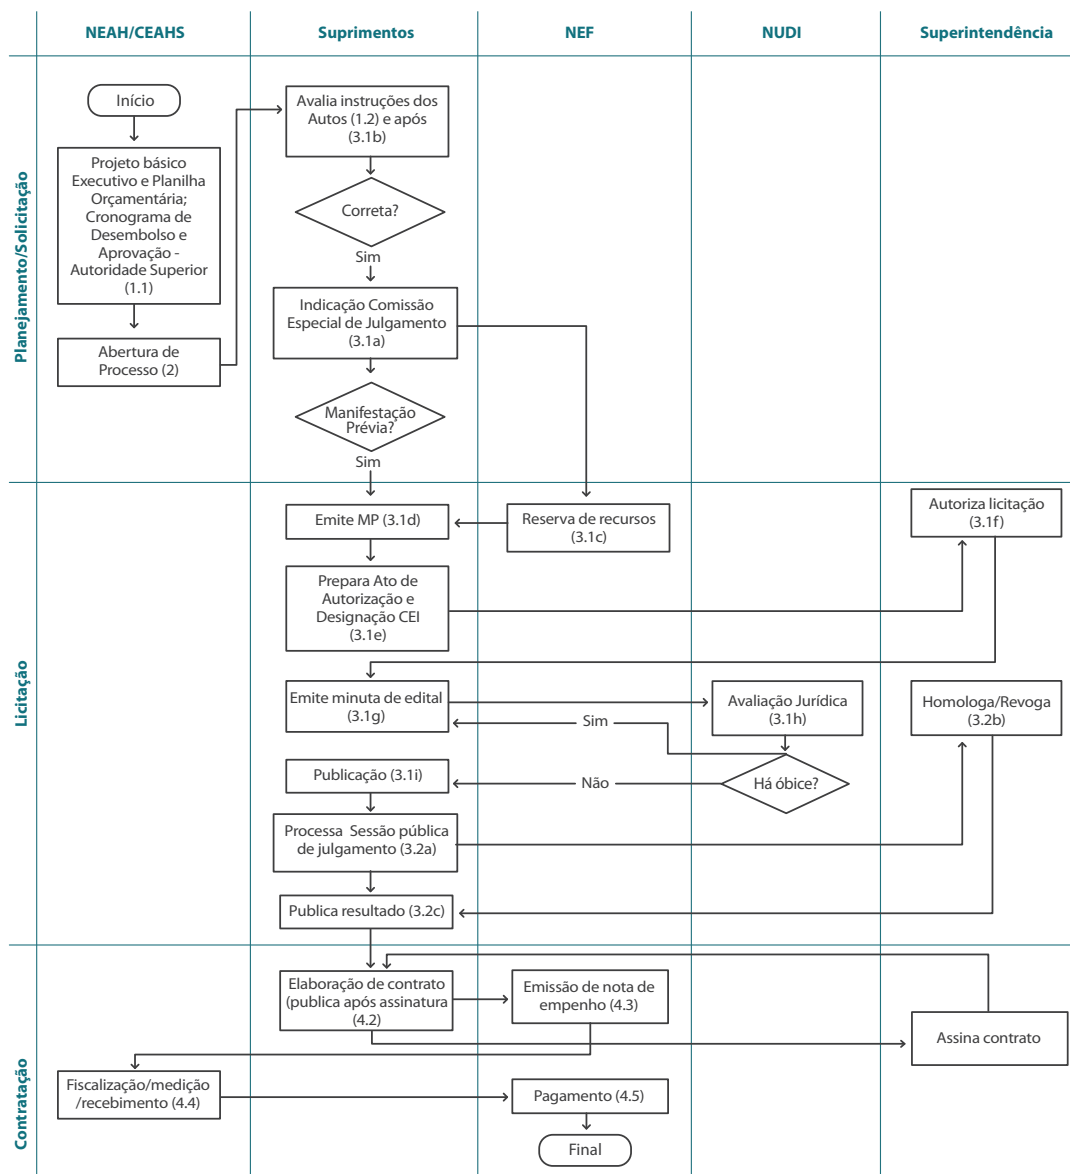 NEAH/CEAHS
Suprimentos
NEF
NUDI
Superintendência
Planejamento/Solicitação
Início
Projeto básico
Executivo e Planilha
Orçamentária;
Cronograma de
Desembolso e
Aprovação -
Autoridade Superior
(1.1)
Abertura de
Processo (2)
Avalia instruções dos
Autos (1.2) e após
(3.1b)
Correta?
Sim
Indicação Comissão
Especial de Julgamento
(3.1a)
Manifestação
Prévia?
Sim
Licitação
Emite MP (3.1d)
Reserva de recursos
(3.1c)
Autoriza licitação
(3.1f)
Prepara Ato de
Autorização e
Designação CEI
(3.1e)
Emite minuta de edital
(3.1g)
Avaliação Jurídica
(3.1h)
Homologa/Revoga
(3.2b)
Sim
Há óbice?
Não
Publicação (3.1i)
Processa Sessão pública
de julgamento (3.2a)
Publica resultado (3.2c)
Contratação
Elaboração de contrato
(publica após assinatura
(4.2)
Emissão de nota de
empenho (4.3)
Assina contrato
Fiscalização/medição
/recebimento (4.4)
Pagamento (4.5)
Final